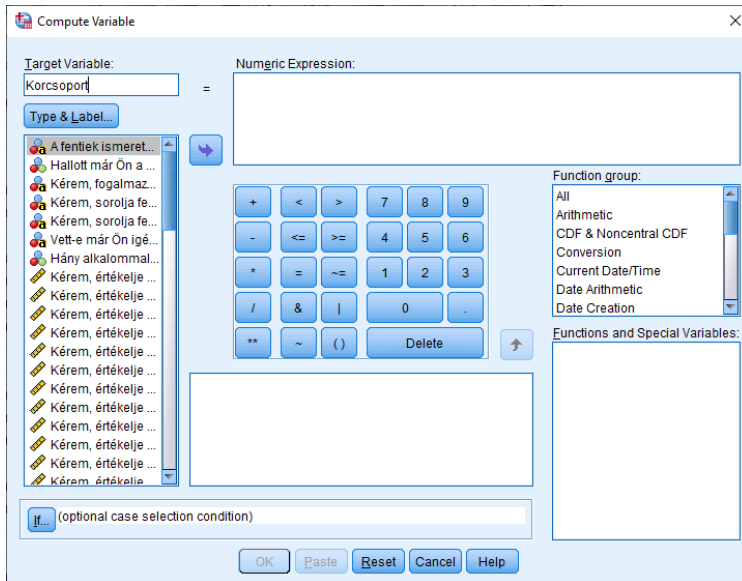 Compute Variable
Target Variable:
Korcsoport
=
Numeric Expression:
Type & Label...
A fentiek ismeret...
Hallott már Ön a ...
Kérem, fogalmaz...
Kérem, sorolja fe...
Kérem, sorolja fe...
Vett-e már Ön igé...
Hány alkalommal...
Kérem, értékelje ...
Kérem, értékelje ...
Kérem, értékelje ...
Kérem, értékelje ...
Kérem, értékelje ...
Kérem, értékelje ...
Kérem, értékelje ...
Kérem, értékelje ...
Kérem, értékelje ...
Kérem, értékelje ...
Kérem, értékelje ...
Kérem, értékelje ...
+ < > 7 8 9
- <= >= 4 5 6
* = ~= 1 2 3
/ & | 0 .
** ~ ( ) Delete
Function group:
All
Arithmetic
CDF & Noncentral CDF
Conversion
Current Date/Time
Date Arithmetic
Date Creation
Functions and Special Variables:
If... (optional case selection condition)
OK Paste Reset Cancel Help